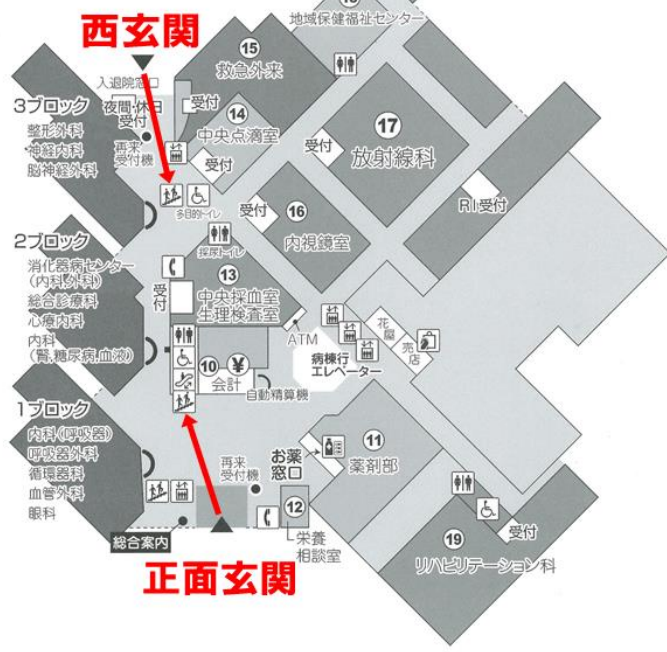 地域保健福祉センター
西玄関
⑮
救急外来
入退院窓口
3ブロック
整形外科
神経内科
脳神経外科
夜間・休日
受付
受付
再来
受付機
⑭
中央点滴室
受付
⑰
放射線科
受付
RI受付
多目的トイレ
採尿トイレ
受付
⑯
内視鏡室
2ブロック
消化器病センター
(内科・外科)
総合診療科
心療内科
内科
(腎,糖尿病,血液)
受付
⑬
中央採血室
生理検査室
ATM
花屋
売店
病棟行
エレベーター
⑩ ¥
会計
自動精算機
1ブロック
内科(呼吸器)
呼吸器外科
循環器科
血管外科
眼科
再来
受付機
お薬
窓口
⑪
薬剤部
⑫
栄養
相談室
総合案内
正面玄関
受付
⑲
リハビリテーション科